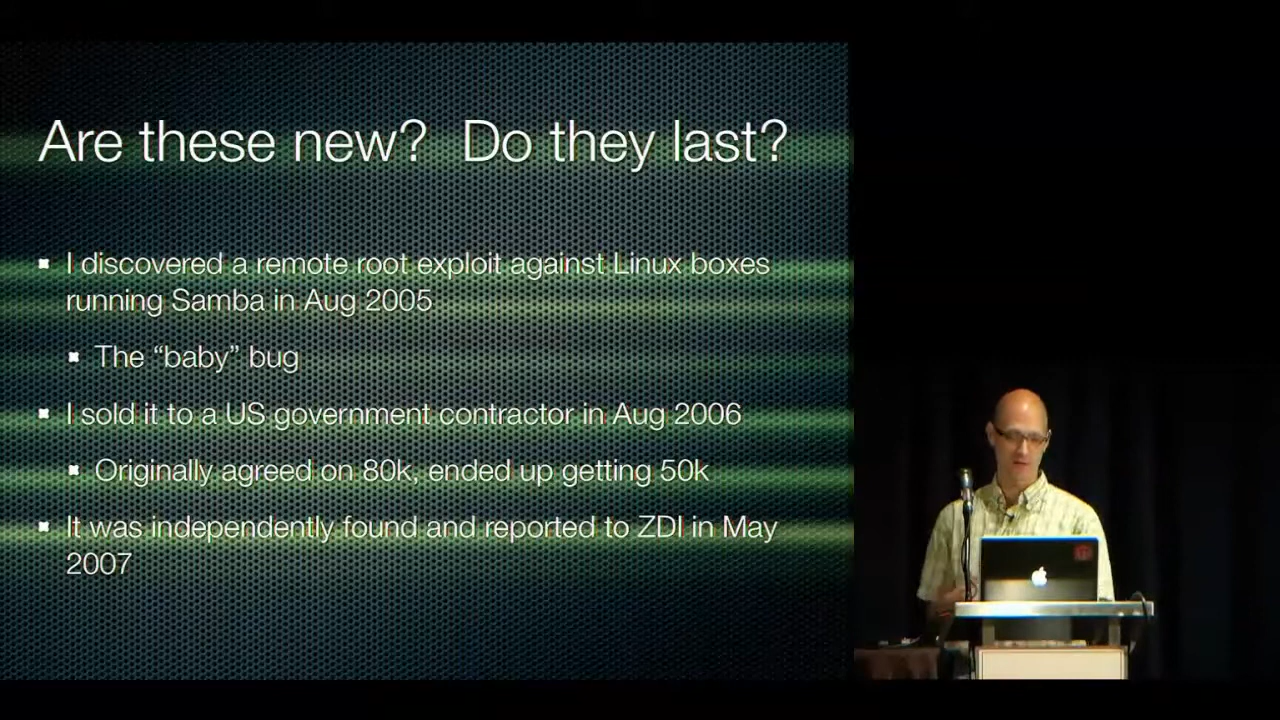 Are these new? Do they last?
I discovered a remote root exploit against Linux boxes
running Samba in Aug 2005
The “baby” bug
I sold it to a US government contractor in Aug 2006
Originally agreed on 80k, ended up getting 50k
It was independently found and reported to ZDI in May
2007